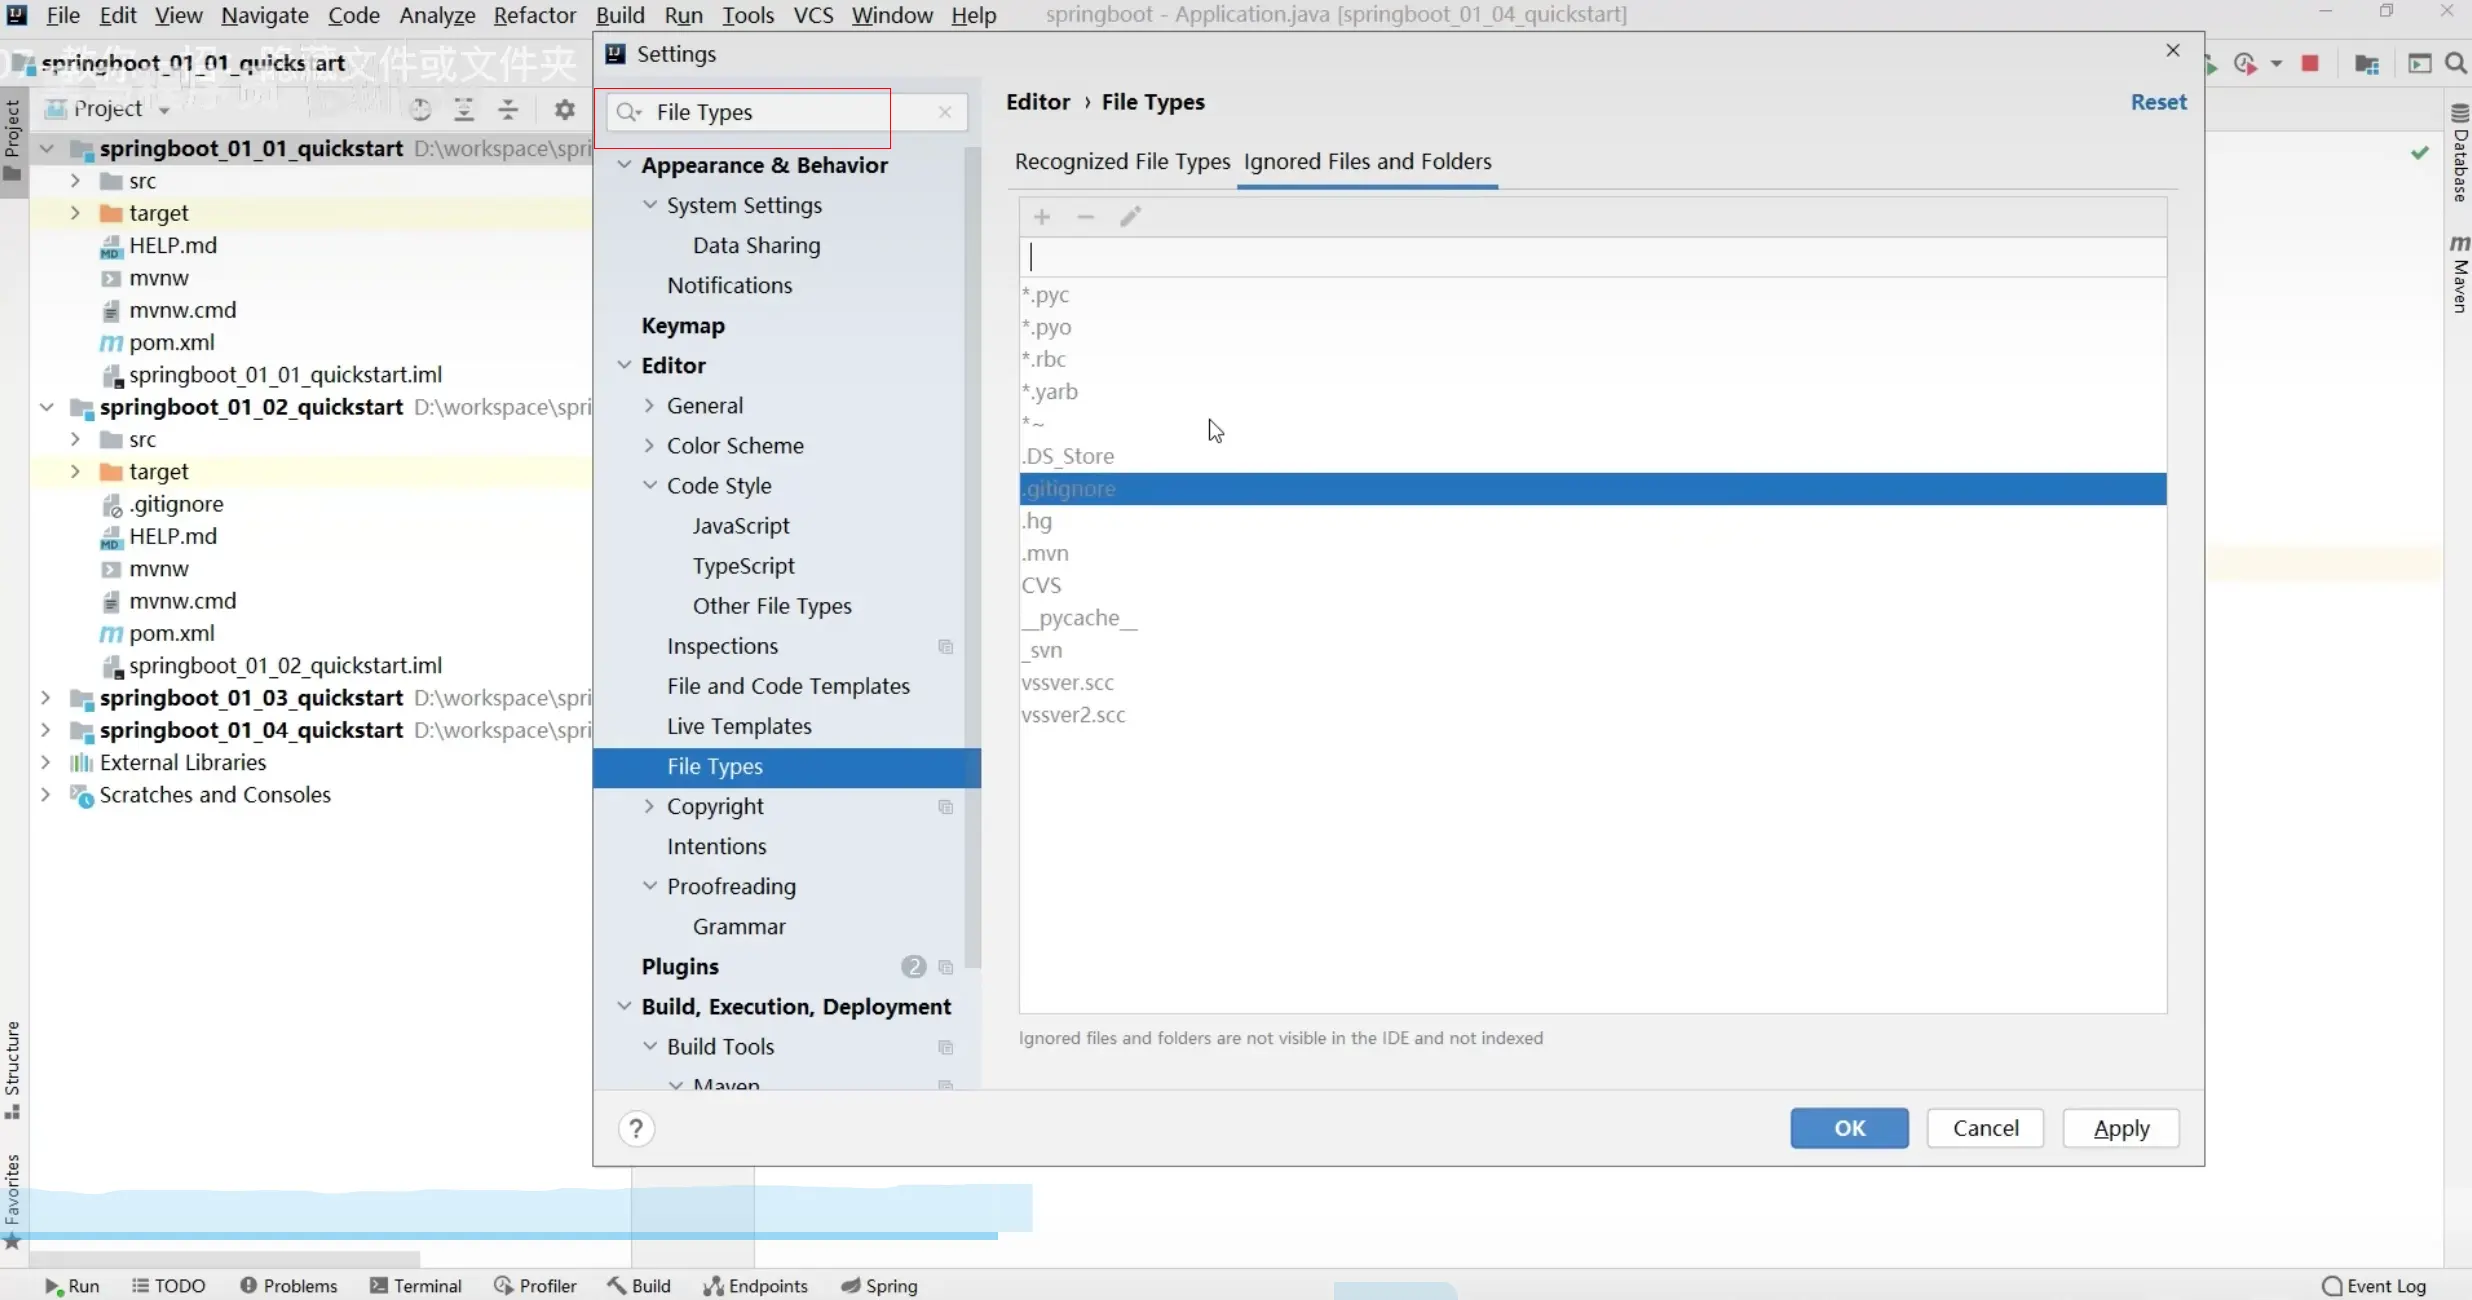 File Edit View Navigate Code Analyze Refactor Build Run Tools VCS Window Help springboot - Application.java [springboot_01_04_quickstart]
springboot_01_01_quickstart
隐藏文件或文件夹
Project
Project
springboot_01_01_quickstart D:\workspace\spri
src
target
HELP.md
mvnw
mvnw.cmd
pom.xml
springboot_01_01_quickstart.iml
springboot_01_02_quickstart D:\workspace\spri
src
target
.gitignore
HELP.md
mvnw
mvnw.cmd
pom.xml
springboot_01_02_quickstart.iml
springboot_01_03_quickstart D:\workspace\spri
springboot_01_04_quickstart D:\workspace\spri
External Libraries
Scratches and Consoles
Structure
Favorites
Settings
File Types
Appearance & Behavior
System Settings
Data Sharing
Notifications
Keymap
Editor
General
Color Scheme
Code Style
JavaScript
TypeScript
Other File Types
Inspections
File and Code Templates
Live Templates
File Types
Copyright
Intentions
Proofreading
Grammar
Plugins 2
Build, Execution, Deployment
Build Tools
Maven
Editor › File Types
Reset
Recognized File Types Ignored Files and Folders
*.pyc
*.pyo
*.rbc
*.yarb
*~
.DS_Store
.gitignore
.hg
.mvn
CVS
__pycache__
_svn
vssver.scc
vssver2.scc
Ignored files and folders are not visible in the IDE and not indexed
?
OK Cancel Apply
Database
Maven
Run TODO Problems Terminal Profiler Build Endpoints Spring Event Log